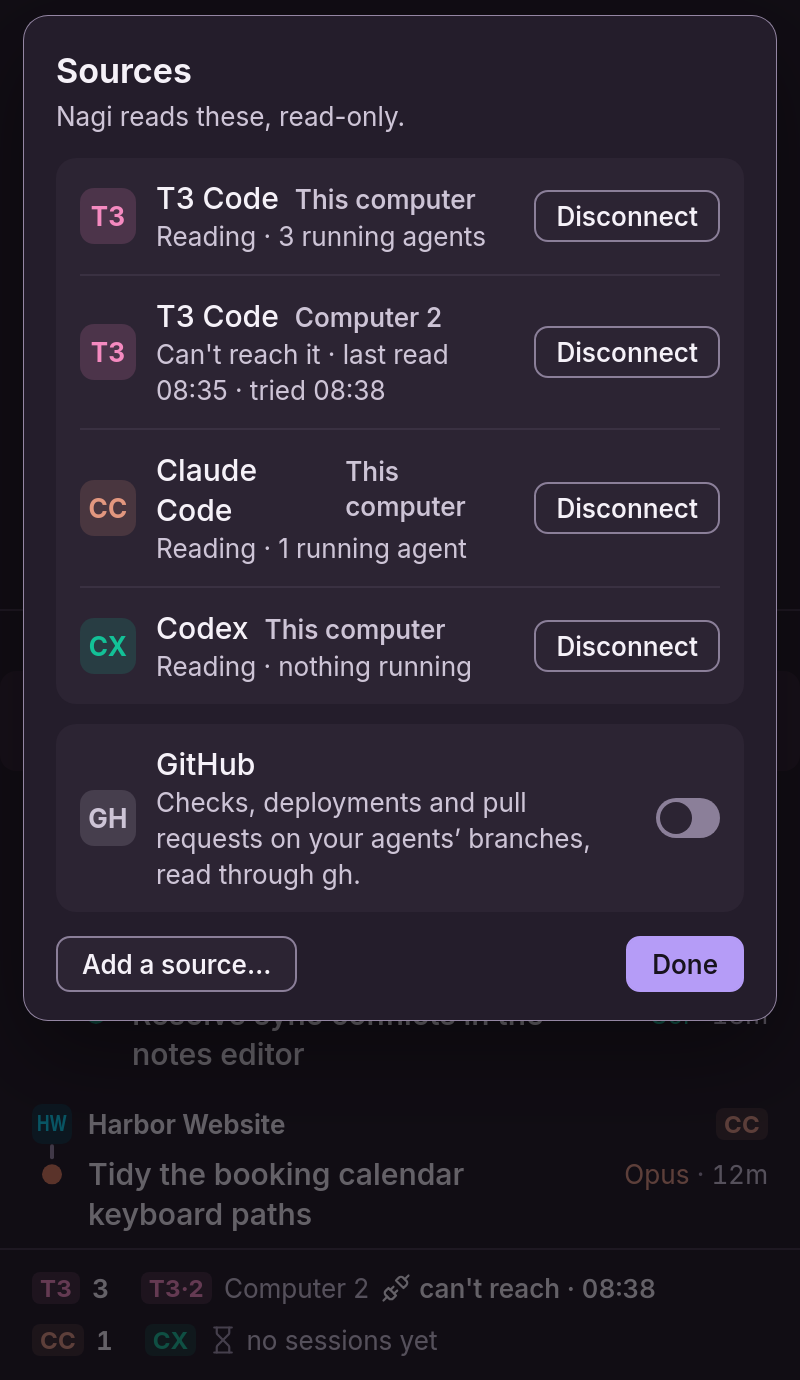 Sources
Nagi reads these, read-only.
T3 T3 Code This computer Disconnect
Reading · 3 running agents
T3 T3 Code Computer 2 Disconnect
Can't reach it · last read
08:35 · tried 08:38
CC Claude Code This computer Disconnect
Reading · 1 running agent
CX Codex This computer Disconnect
Reading · nothing running
GitHub
GH Checks, deployments and pull
requests on your agents’ branches,
read through gh.
Add a source… Done
Resolve sync conflicts in the
notes editor
HW Harbor Website CC
Tidy the booking calendar Opus · 12m
keyboard paths
T3 3 T3·2 Computer 2 can't reach · 08:38
CC 1 CX no sessions yet